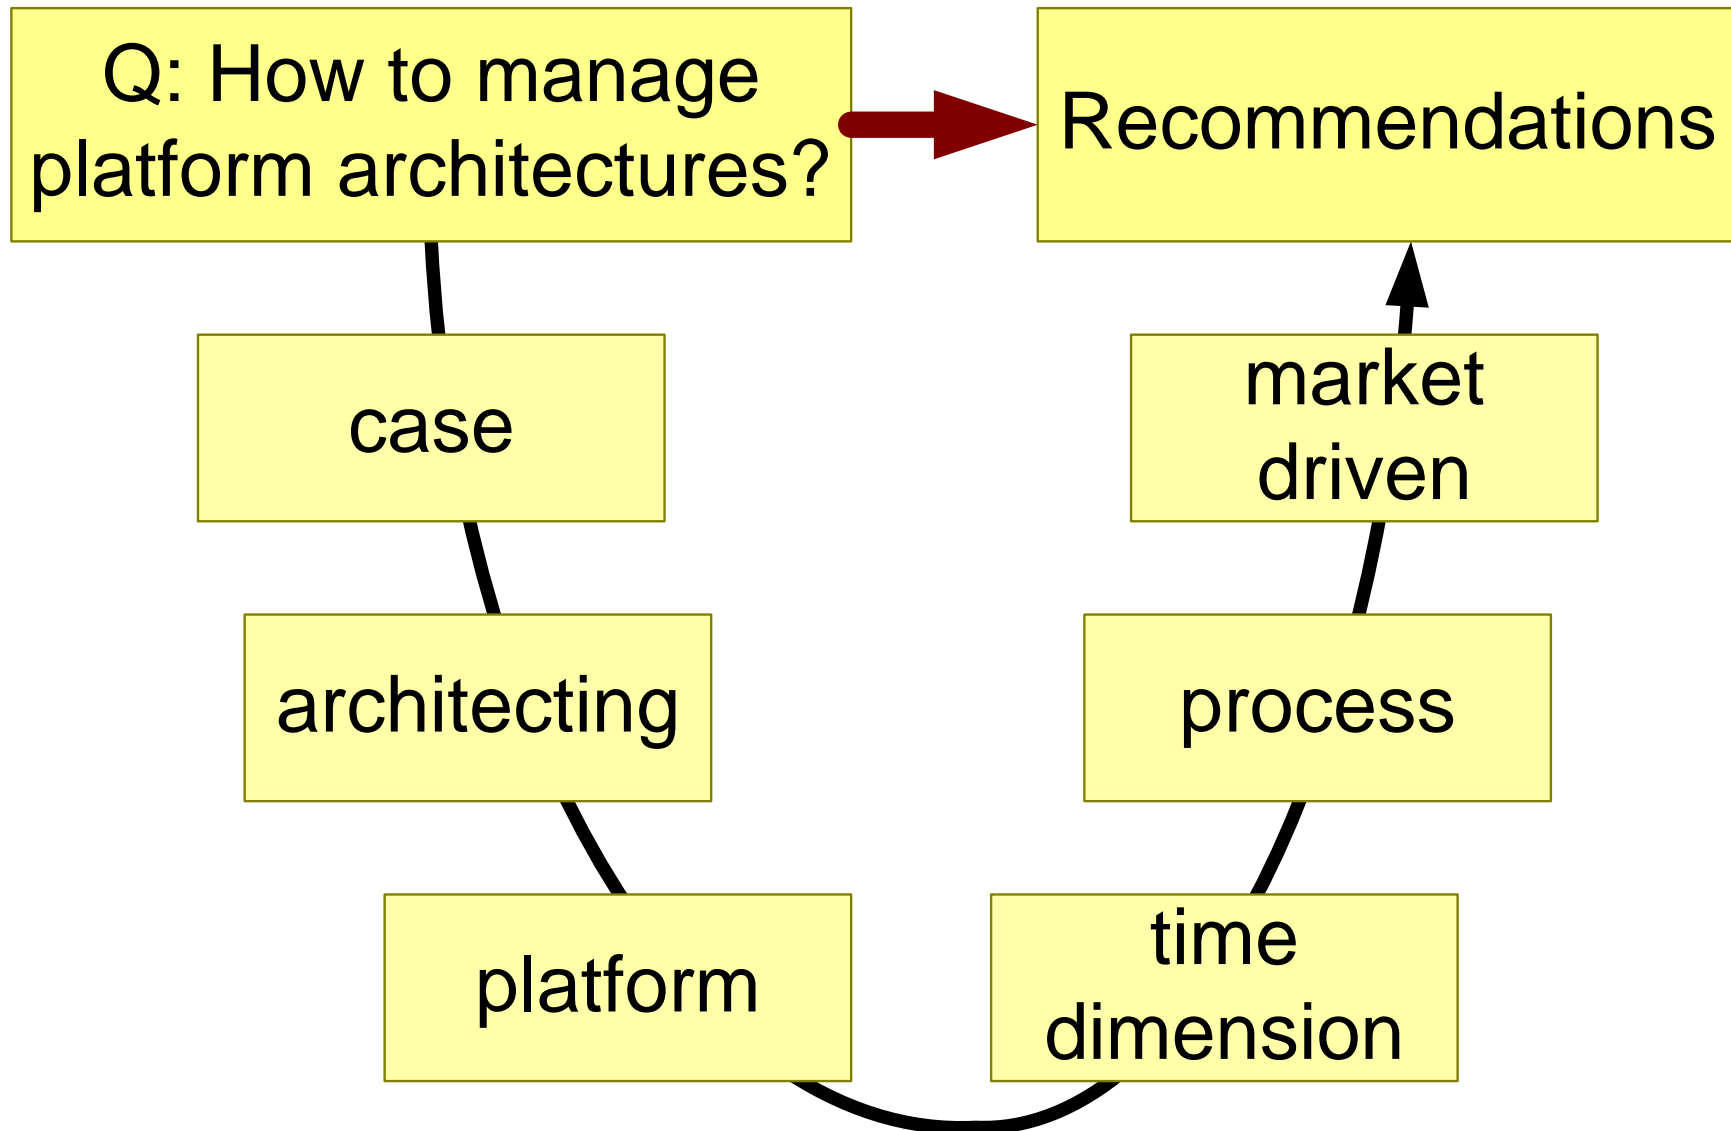 Q: How to manage
platform architectures?
Recommendations
case
architecting
platform
time
dimension
process
market
driven